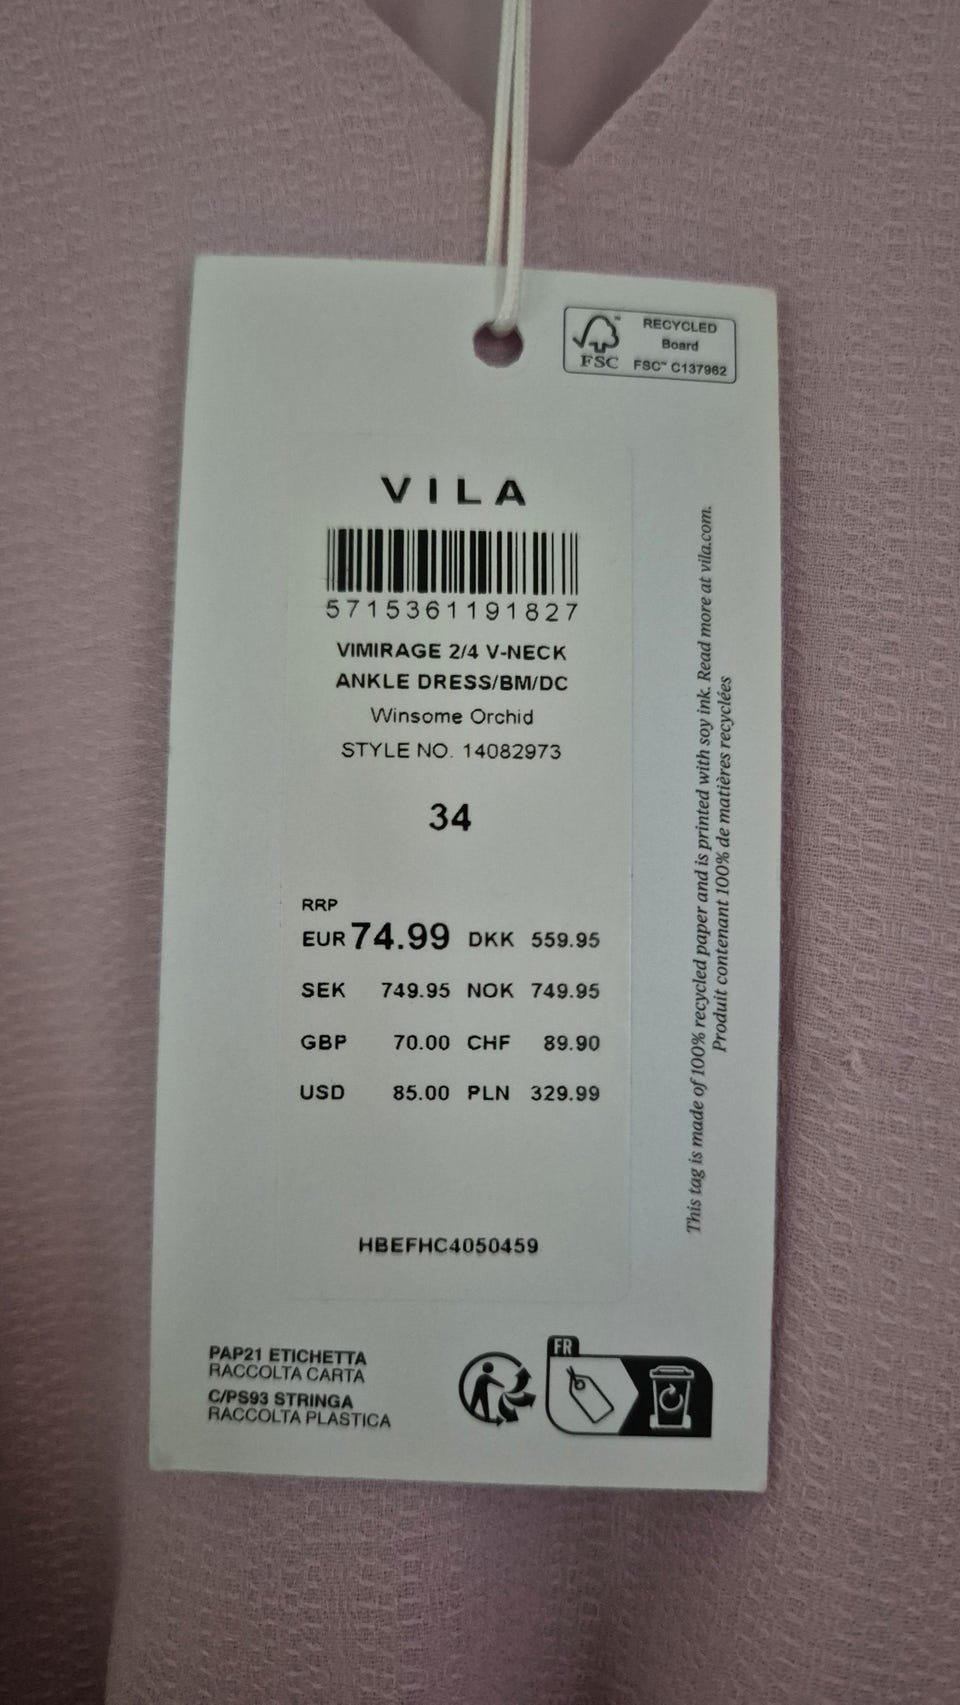 RECYCLED
Board
FSC™ C137962
FSC
VILA
5715361191827
VIMIRAGE 2/4 V-NECK
ANKLE DRESS/BM/DC
Winsome Orchid
STYLE NO. 14082973
34
RRP
EUR 74.99 DKK 559.95
SEK 749.95 NOK 749.95
GBP 70.00 CHF 89.90
USD 85.00 PLN 329.99
HBEFHC4050459
This tag is made of 100% recycled paper and is printed with soy ink. Read more at vila.com.
Produit contenant 100% de matières recyclées
PAP21 ETICHETTA
RACCOLTA CARTA
C/PS93 STRINGA
RACCOLTA PLASTICA
FR